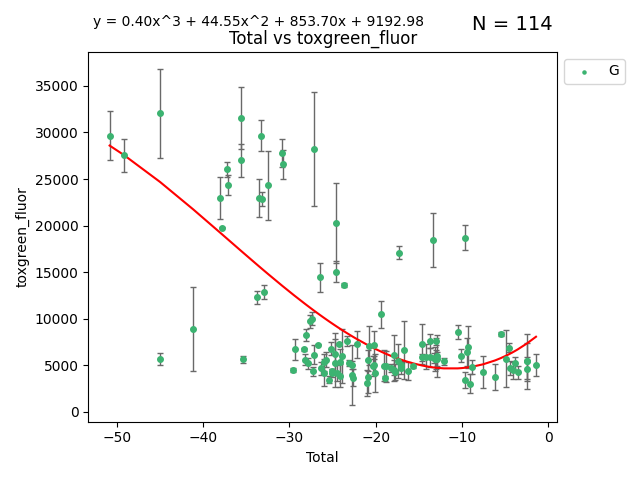 y = 0.40x^3 + 44.55x^2 + 853.70x + 9192.98
N = 114
Total vs toxgreen_fluor
G
toxgreen_fluor
35000
30000
25000
20000
15000
10000
5000
0
−50
−40
−30
−20
−10
0
Total